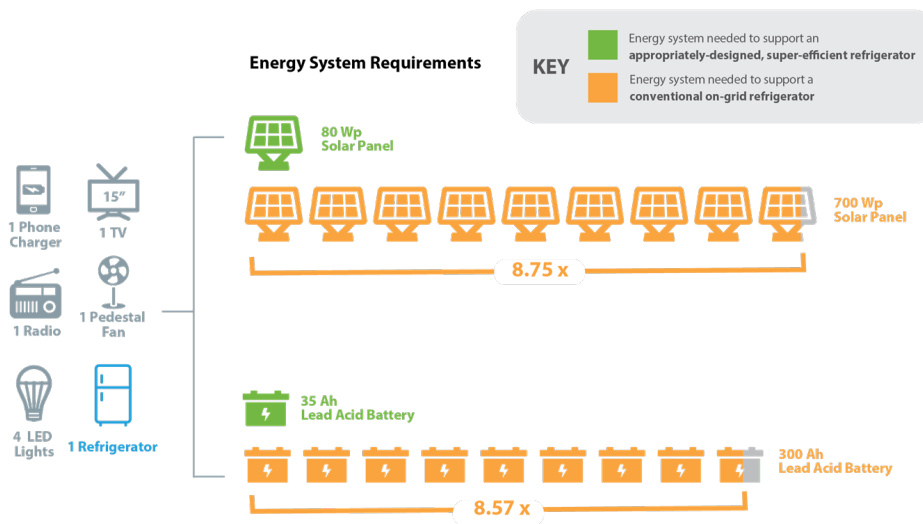 Energy System Requirements
KEY
Energy system needed to support an
appropriately-designed, super-efficient refrigerator
Energy system needed to support a
conventional on-grid refrigerator
80 Wp
Solar Panel
15"
1 Phone
Charger
1 TV
700 Wp
Solar Panel
8.75 x
1 Radio
1 Pedestal
Fan
35 Ah
Lead Acid Battery
4 LED
Lights
1 Refrigerator
300 Ah
Lead Acid Battery
8.57 x